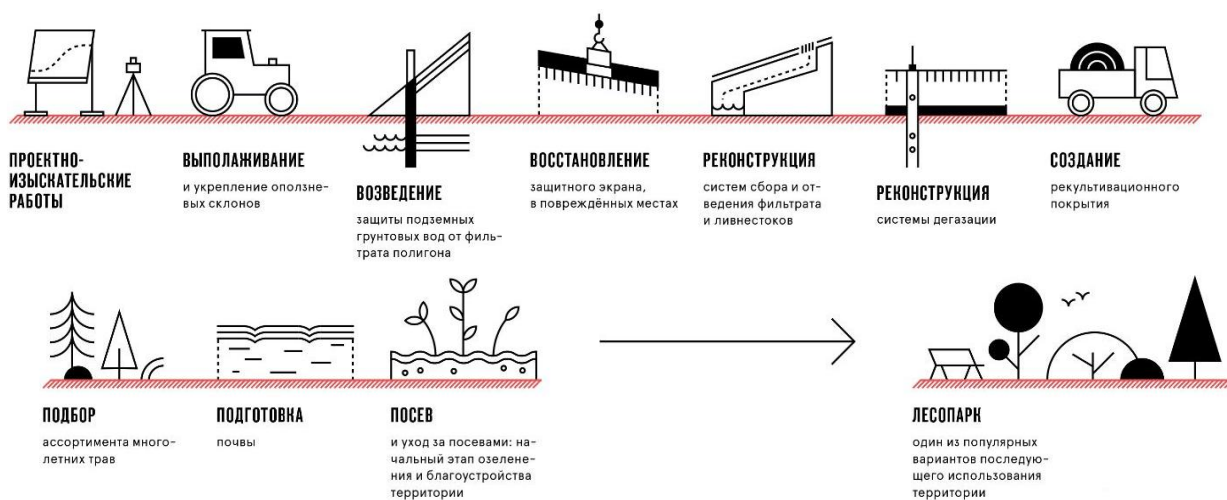 ПРОЕКТНО-
ИЗЫСКАТЕЛЬСКИЕ
РАБОТЫ
ВЫПОЛАЖИВАНИЕ
и укрепление оползне-
вых склонов
ВОЗВЕДЕНИЕ
защиты подземных
грунтовых вод от филь-
трата полигона
ВОССТАНОВЛЕНИЕ
защитного экрана,
в повреждённых местах
РЕКОНСТРУКЦИЯ
систем сбора и от-
ведения фильтрата
и ливнестоков
РЕКОНСТРУКЦИЯ
системы дегазации
СОЗДАНИЕ
рекультивационного
покрытия
ПОДБОР
ассортимента много-
летних трав
ПОДГОТОВКА
почвы
ПОСЕВ
и уход за посевами: на-
чальный этап озелене-
ния и благоустройства
территории
ЛЕСОПАРК
один из популярных
вариантов последую-
щего использования
территории